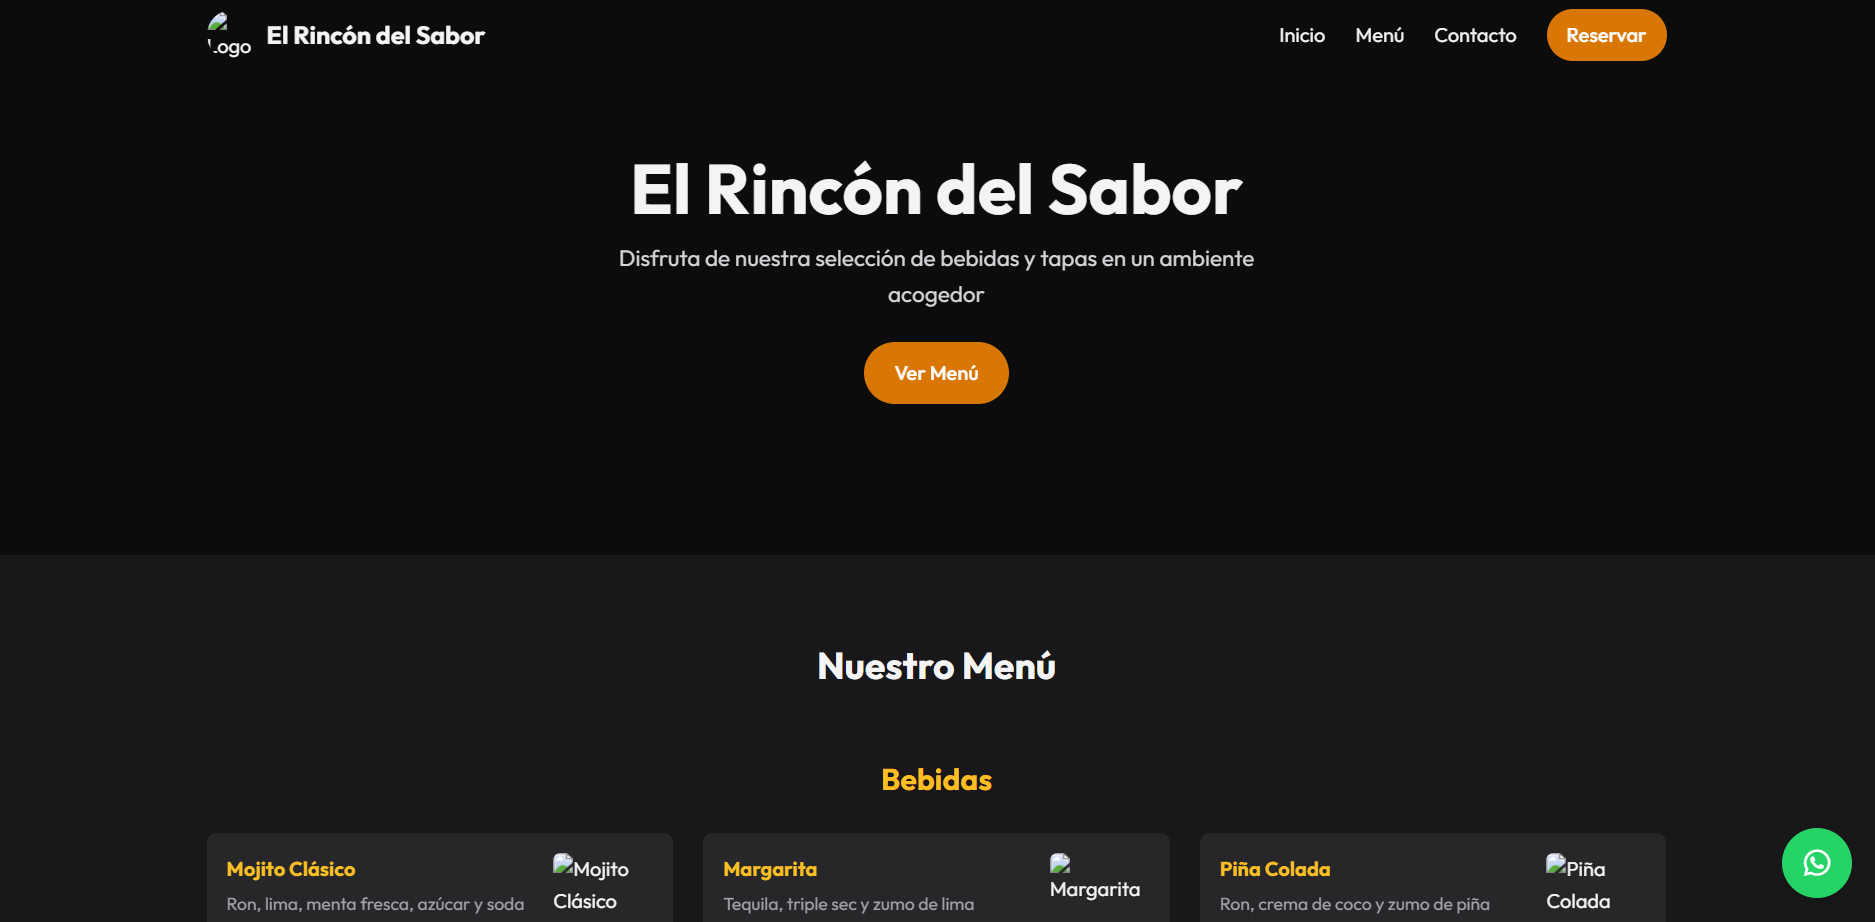 Logo
El Rincón del Sabor
Inicio
Menú
Contacto
Reservar
El Rincón del Sabor
Disfruta de nuestra selección de bebidas y tapas en un ambiente
acogedor
Ver Menú
Nuestro Menú
Bebidas
Mojito Clásico
Ron, lima, menta fresca, azúcar y soda
Mojito
Clásico
Margarita
Tequila, triple sec y zumo de lima
Margarita
Piña Colada
Ron, crema de coco y zumo de piña
Piña
Colada